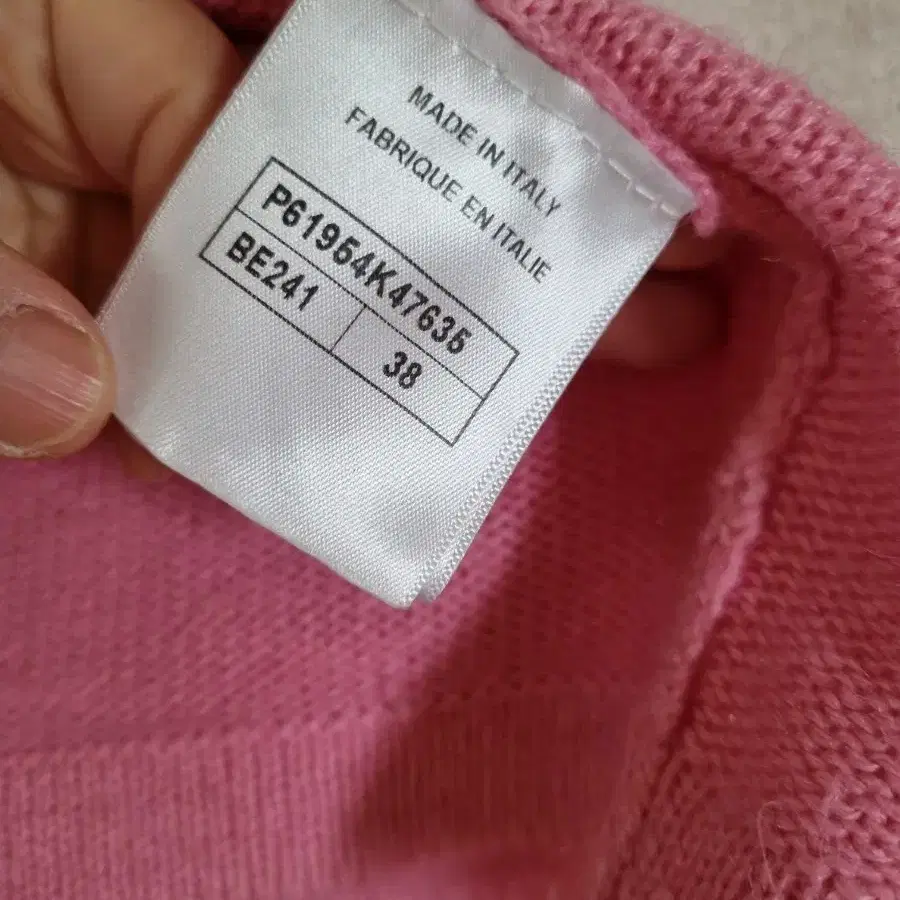 MADE IN ITALY
FABRIQUE EN ITALIE
P61954K47635
BE241 38